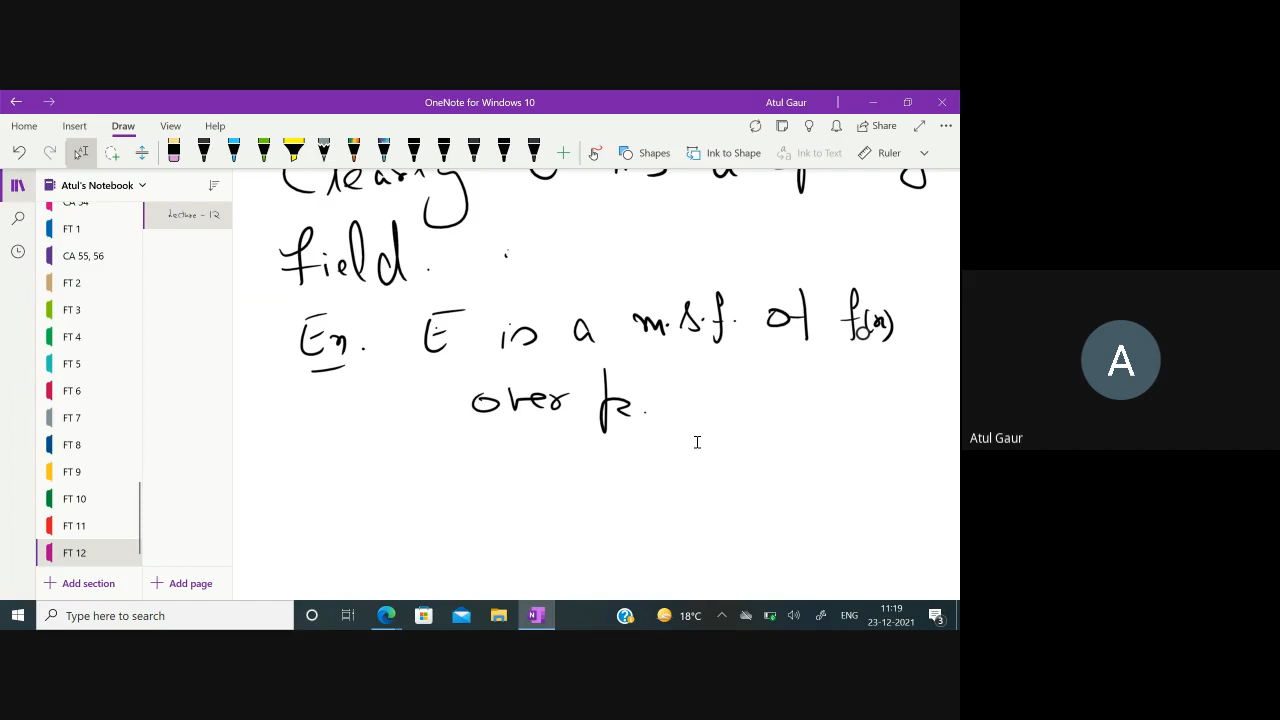 OneNote for Windows 10
Atul Gaur
Home Insert Draw View Help
Share
Shapes Ink to Shape Ink to Text Ruler
Atul's Notebook
Lecture - 12
FT 1
CA 55, 56
FT 2
FT 3
FT 4
FT 5
FT 6
FT 7
FT 8
FT 9
FT 10
FT 11
FT 12
Add section Add page
Clearly
field.
Ex. E is a m.s.f. of f(x)
over k.
Atul Gaur
A
Type here to search
18°C
ENG
11:19
23-12-2021
3